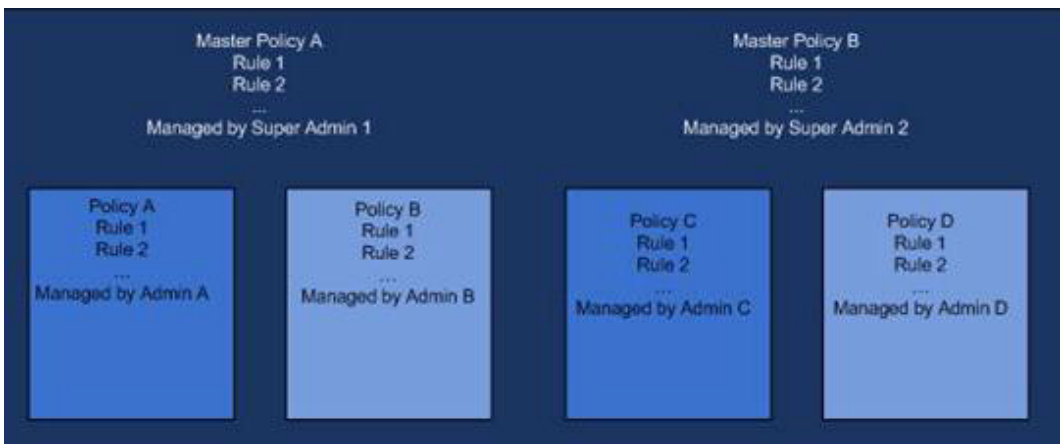 Master Policy A
Rule 1
Rule 2
...
Managed by Super Admin 1
Master Policy B
Rule 1
Rule 2
...
Managed by Super Admin 2
Policy A
Rule 1
Rule 2
...
Managed by Admin A
Policy B
Rule 1
Rule 2
...
Managed by Admin B
Policy C
Rule 1
Rule 2
...
Managed by Admin C
Policy D
Rule 1
Rule 2
...
Managed by Admin D